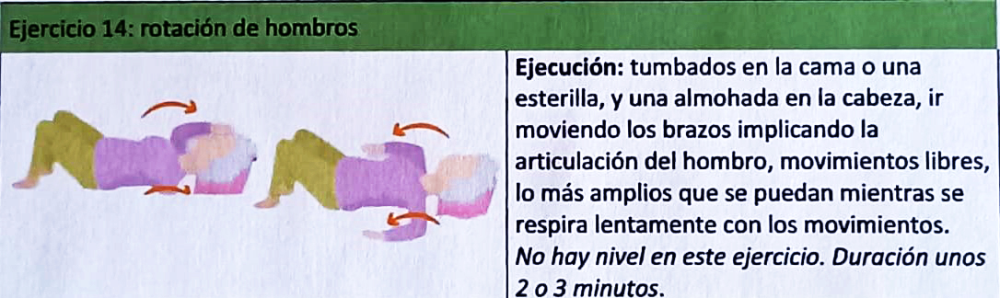 Ejercicio 14: rotación de hombros
Ejecución: tumbados en la cama o una
esterilla, y una almohada en la cabeza, ir
moviendo los brazos implicando la
articulación del hombro, movimientos libres,
lo más amplios que se puedan mientras se
respira lentamente con los movimientos.
No hay nivel en este ejercicio. Duración unos
2 o 3 minutos.